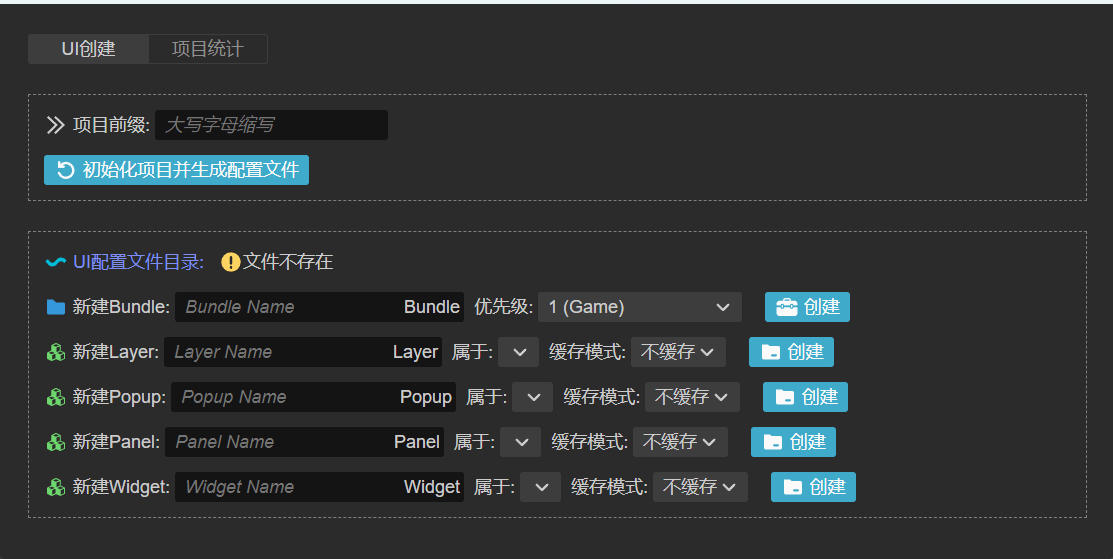 UI创建 项目统计
项目前缀: 大写字母缩写
初始化项目并生成配置文件
UI配置文件目录: 文件不存在
新建Bundle: Bundle Name Bundle 优先级: 1 (Game) 创建
新建Layer: Layer Name Layer 属于: 缓存模式: 不缓存 创建
新建Popup: Popup Name Popup 属于: 缓存模式: 不缓存 创建
新建Panel: Panel Name Panel 属于: 缓存模式: 不缓存 创建
新建Widget: Widget Name Widget 属于: 缓存模式: 不缓存 创建